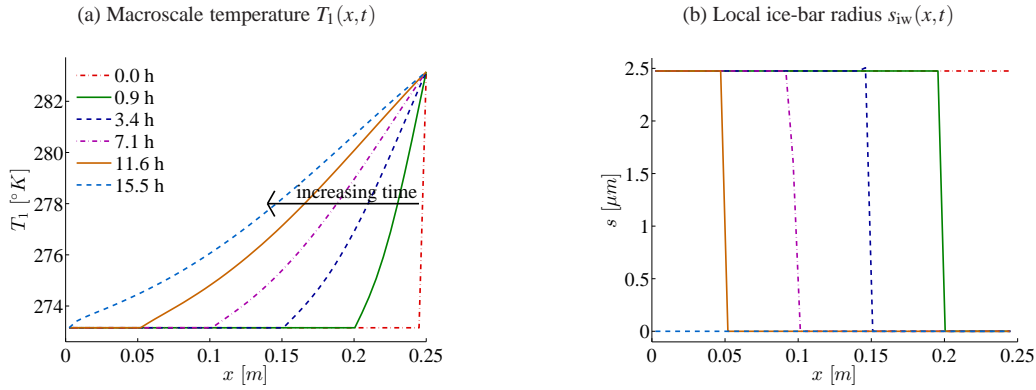 (a) Macroscale temperature T₁(x,t)
282
280
278
276
274
T₁ [°K]
0.0 h
0.9 h
3.4 h
7.1 h
11.6 h
15.5 h
increasing time
0 0.05 0.1 0.15 0.2 0.25
x [m]
(b) Local ice-bar radius s_iw(x,t)
2.5
2
1.5
1
0.5
0
s [μm]
0 0.05 0.1 0.15 0.2 0.25
x [m]